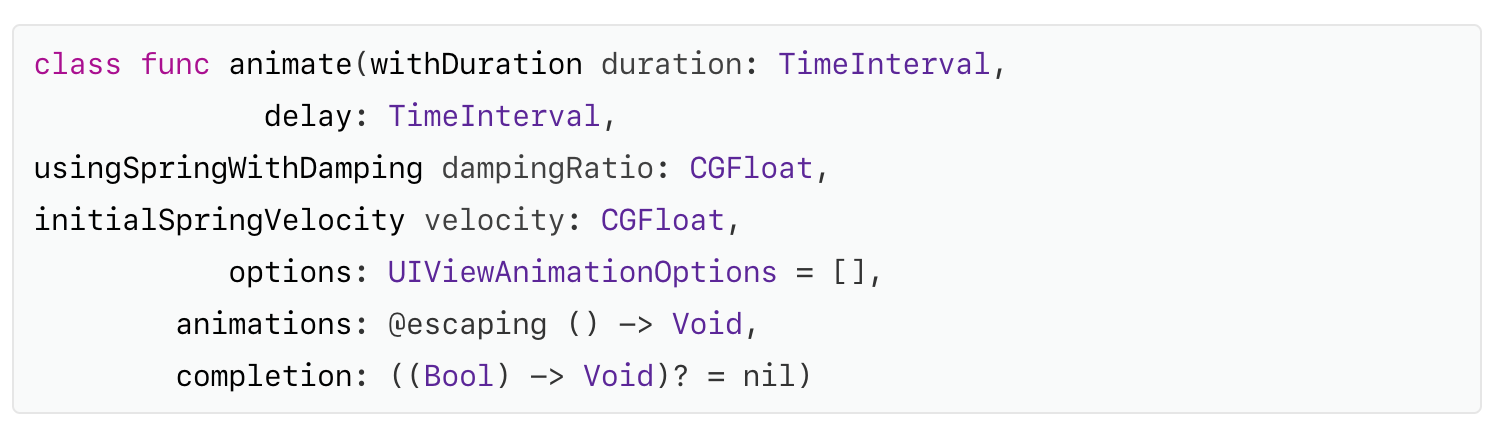 class func animate(withDuration duration: TimeInterval,
delay: TimeInterval,
usingSpringWithDamping dampingRatio: CGFloat,
initialSpringVelocity velocity: CGFloat,
options: UIViewAnimationOptions = [],
animations: @escaping () -> Void,
completion: ((Bool) -> Void)? = nil)